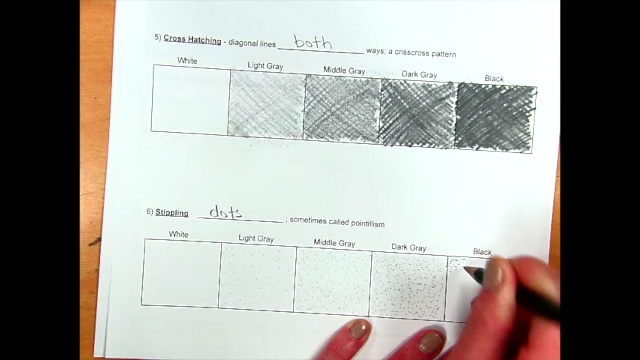 5) Cross Hatching - diagonal lines both ways; a crisscross pattern
White Light Gray Middle Gray Dark Gray Black
6) Stippling - dots ; sometimes called pointillism
White Light Gray Middle Gray Dark Gray Black